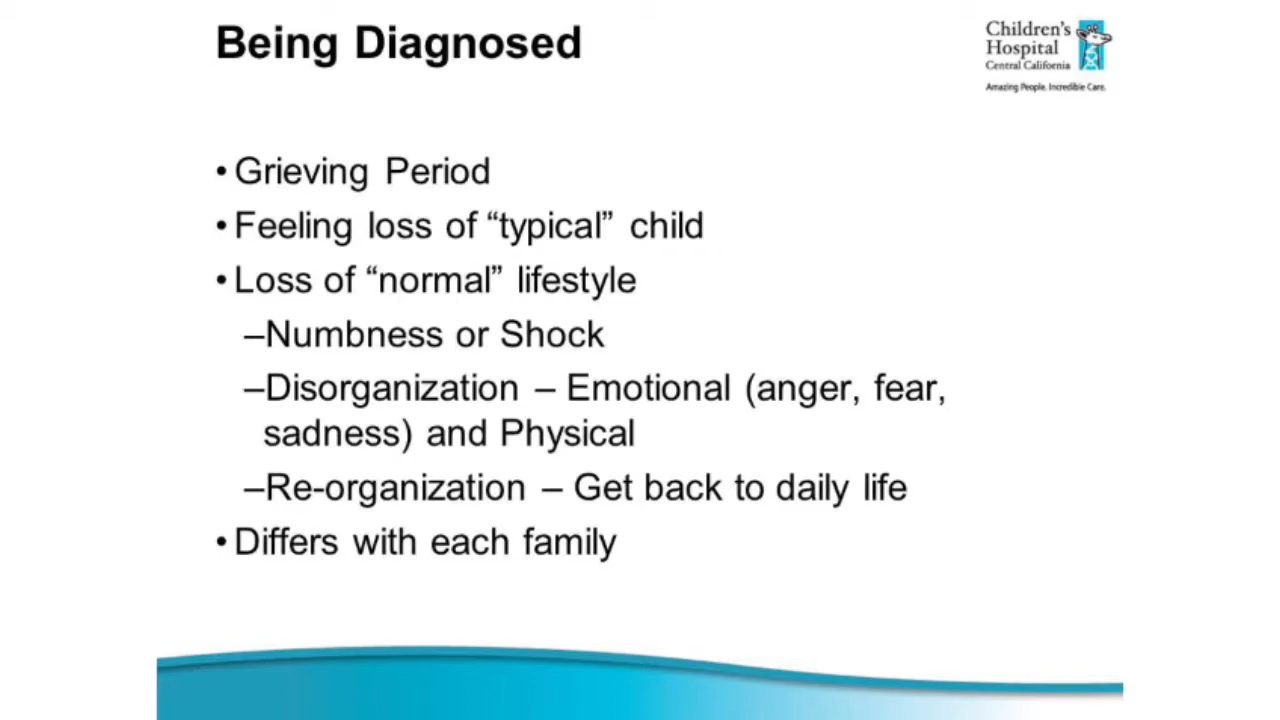 Being Diagnosed
Children's
Hospital
Central California
Amazing People. Incredible Care.
• Grieving Period
• Feeling loss of “typical” child
• Loss of “normal” lifestyle
–Numbness or Shock
–Disorganization – Emotional (anger, fear,
sadness) and Physical
–Re-organization – Get back to daily life
• Differs with each family